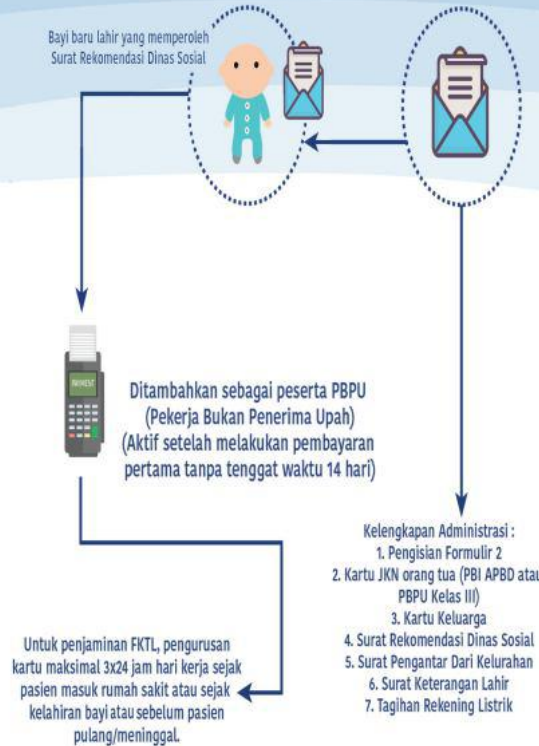 Bayi baru lahir yang memperoleh
Surat Rekomendasi Dinas Sosial
PAYMENT
Ditambahkan sebagai peserta PBPU
(Pekerja Bukan Penerima Upah)
(Aktif setelah melakukan pembayaran
pertama tanpa tenggat waktu 14 hari)
Kelengkapan Administrasi :
1. Pengisian Formulir 2
2. Kartu JKN orang tua (PBI APBD atau
PBPU Kelas III)
3. Kartu Keluarga
4. Surat Rekomendasi Dinas Sosial
5. Surat Pengantar Dari Kelurahan
6. Surat Keterangan Lahir
7. Tagihan Rekening Listrik
Untuk penjaminan FKTL, pengurusan
kartu maksimal 3x24 jam hari kerja sejak
pasien masuk rumah sakit atau sejak
kelahiran bayi atau sebelum pasien
pulang/meninggal.